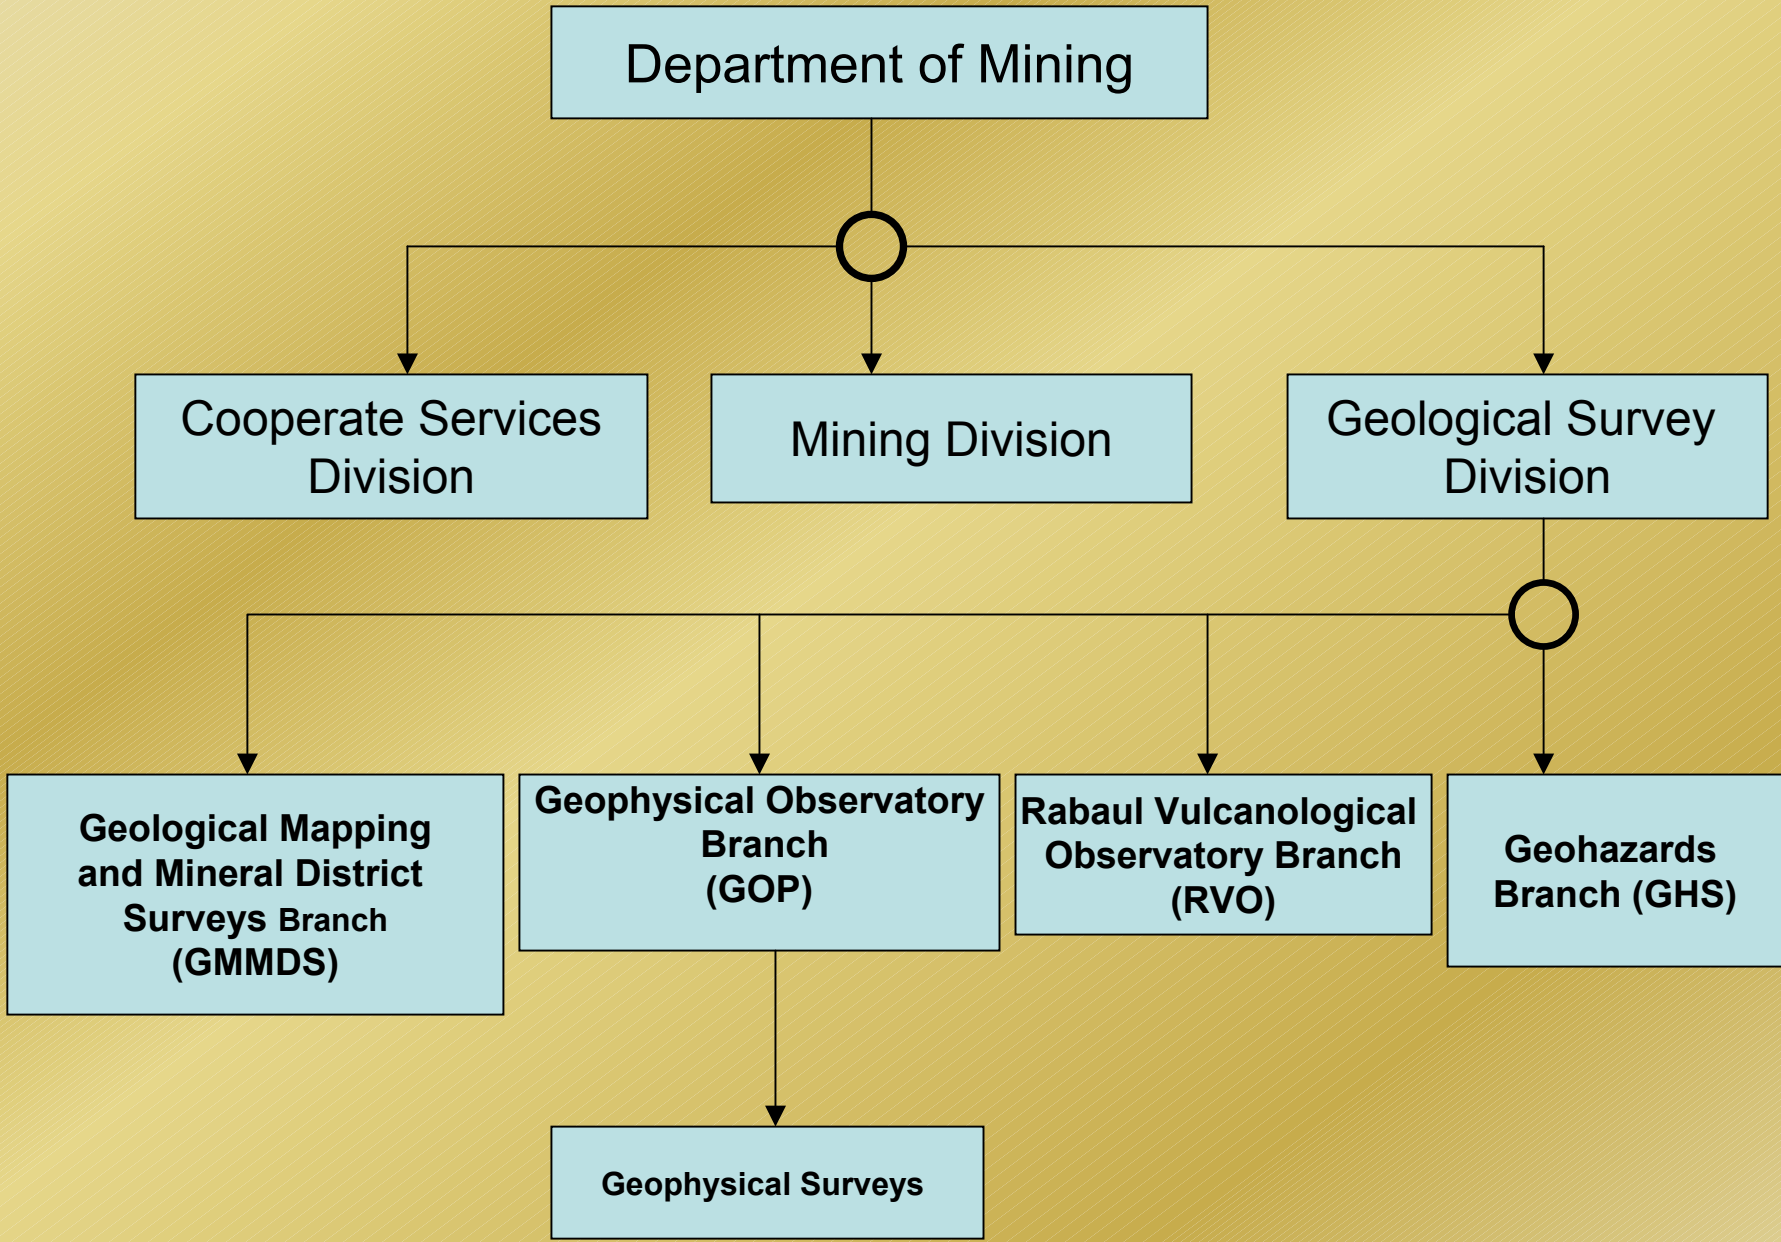 Department of Mining
Cooperate Services
Division
Mining Division
Geological Survey
Division
Geological Mapping
and Mineral District
Surveys Branch
(GMMDS)
Geophysical Observatory
Branch
(GOP)
Rabaul Vulcanological
Observatory Branch
(RVO)
Geohazards
Branch (GHS)
Geophysical Surveys